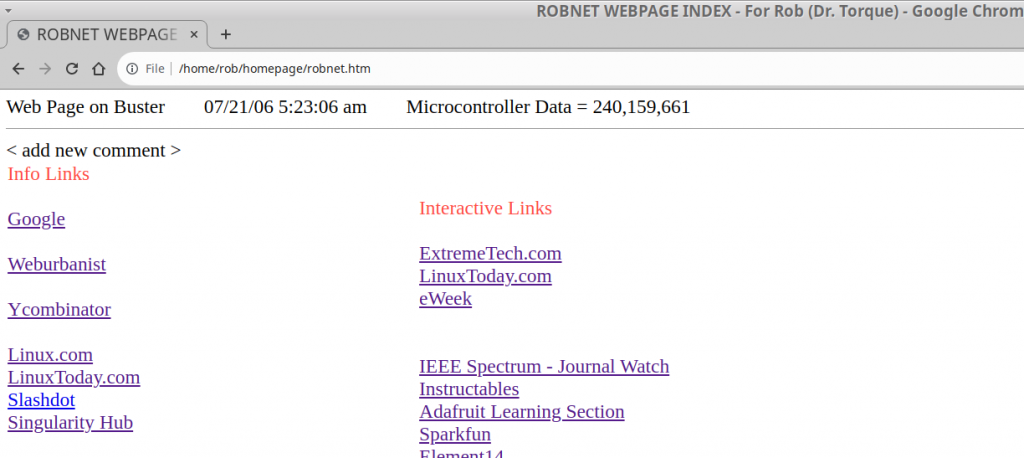 ROBNET WEBPAGE INDEX - For Rob (Dr. Torque) - Google Chrom
ROBNET WEBPAGE
File | /home/rob/homepage/robnet.htm
Web Page on Buster 07/21/06 5:23:06 am Microcontroller Data = 240,159,661
< add new comment >
Info Links
Google
Weburbanist
Ycombinator
Linux.com
LinuxToday.com
Slashdot
Singularity Hub
Interactive Links
ExtremeTech.com
LinuxToday.com
eWeek
IEEE Spectrum - Journal Watch
Instructables
Adafruit Learning Section
Sparkfun
Element14